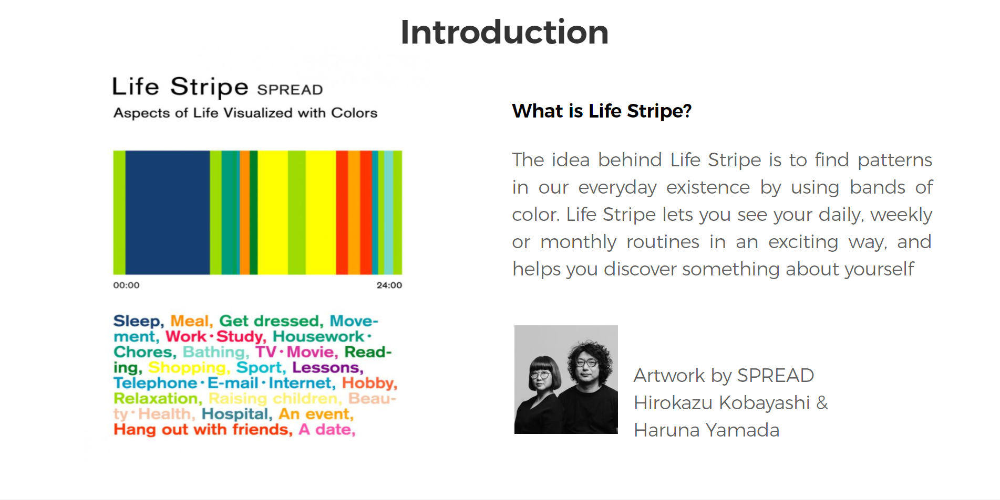 Introduction
Life Stripe SPREAD
Aspects of Life Visualized with Colors
00:00
24:00
Sleep, Meal, Get dressed, Move-
ment, Work・Study, Housework・
Chores, Bathing, TV・Movie, Read-
ing, Shopping, Sport, Lessons,
Telephone・E-mail・Internet, Hobby,
Relaxation, Raising children, Beau-
ty・Health, Hospital, An event,
Hang out with friends, A date,
What is Life Stripe?
The idea behind Life Stripe is to find patterns
in our everyday existence by using bands of
color. Life Stripe lets you see your daily, weekly
or monthly routines in an exciting way, and
helps you discover something about yourself
Artwork by SPREAD
Hirokazu Kobayashi &
Haruna Yamada